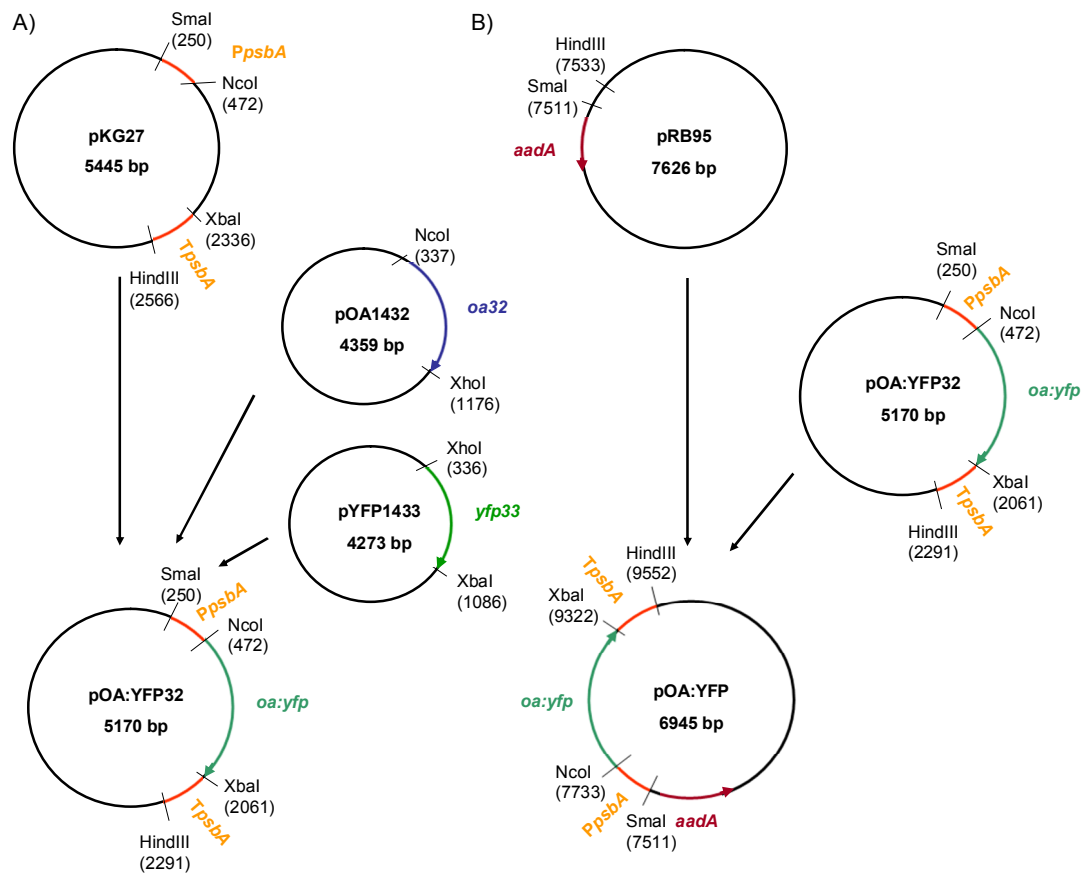 A)
SmaI
(250)
PpsbA
NcoI
(472)
pKG27
5445 bp
XbaI
(2336)
TpsbA
HindIII
(2566)
NcoI
(337)
oa32
pOA1432
4359 bp
XhoI
(1176)
XhoI
(336)
yfp33
pYFP1433
4273 bp
XbaI
(1086)
SmaI
(250)
PpsbA
NcoI
(472)
pOA:YFP32
5170 bp
oa:yfp
XbaI
(2061)
TpsbA
HindIII
(2291)
B)
HindIII
(7533)
SmaI
(7511)
aadA
pRB95
7626 bp
SmaI
(250)
PpsbA
NcoI
(472)
pOA:YFP32
5170 bp
oa:yfp
XbaI
(2061)
TpsbA
HindIII
(2291)
HindIII
(9552)
TpsbA
XbaI
(9322)
oa:yfp
pOA:YFP
6945 bp
NcoI
(7733)
PpsbA
SmaI
(7511)
aadA